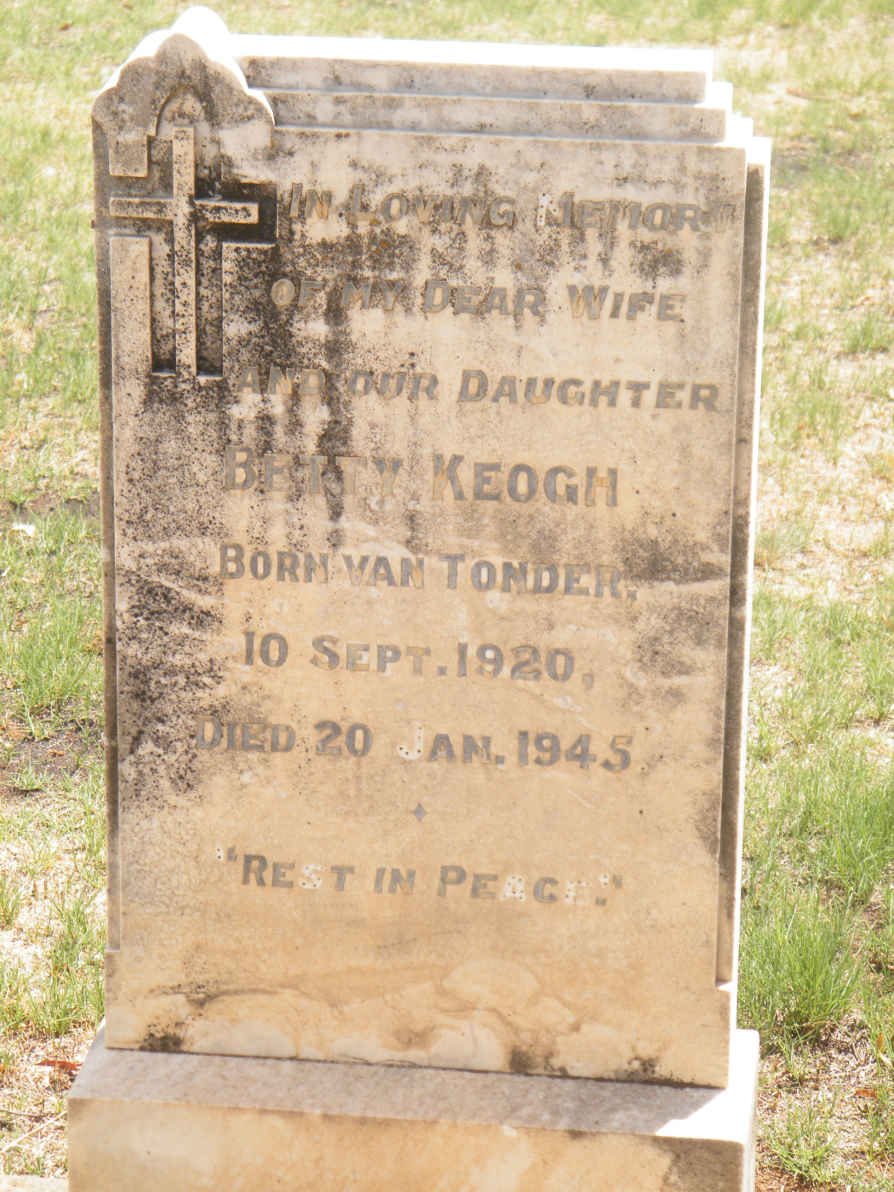 IN LOVING MEMORY
OF MY DEAR WIFE
AND OUR DAUGHTER
BETTY KEOGH
BORN VAN TONDER,
10 SEPT. 1920,
DIED 20 JAN. 1945
"REST IN PEACE."